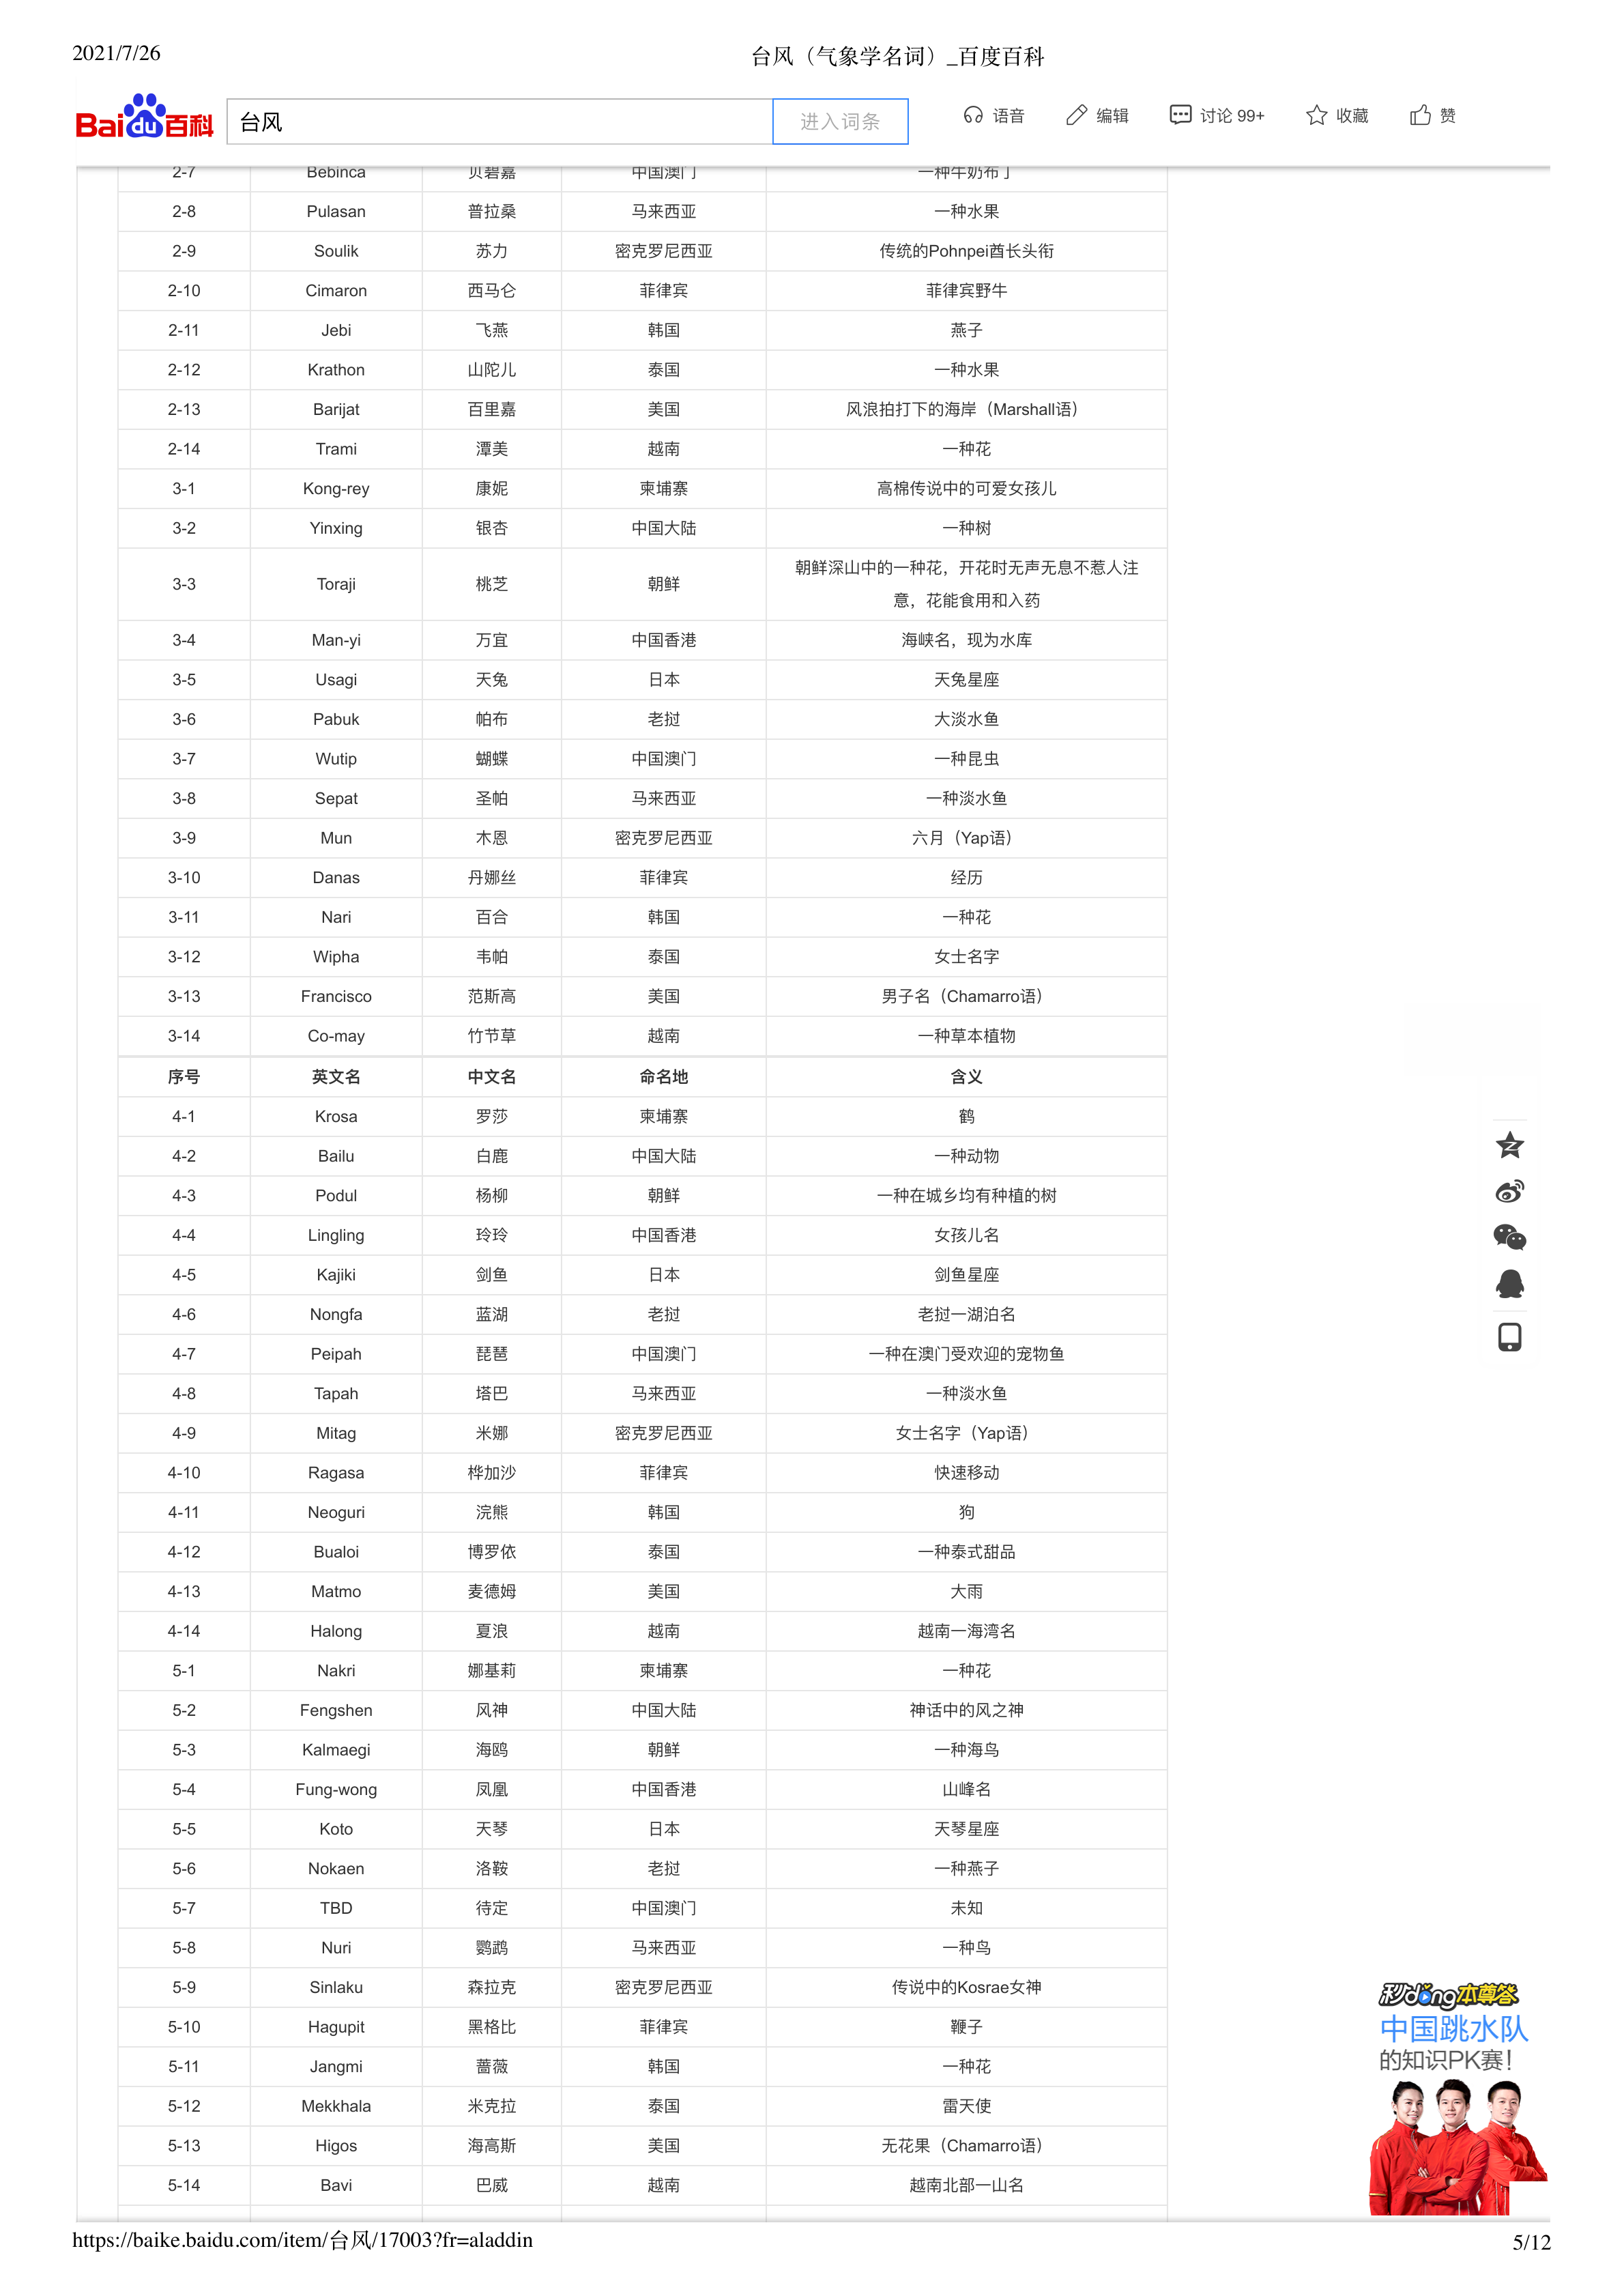 2021/7/26 台风（气象学名词）_百度百科
Bai du 百科 台风 进入词条 语音 编辑 讨论 99+ 收藏 赞
2-7 Bebinca 贝碧嘉 中国澳门 一种牛奶布丁
2-8 Pulasan 普拉桑 马来西亚 一种水果
2-9 Soulik 苏力 密克罗尼西亚 传统的Pohnpei酋长头衔
2-10 Cimaron 西马仑 菲律宾 菲律宾野牛
2-11 Jebi 飞燕 韩国 燕子
2-12 Krathon 山陀儿 泰国 一种水果
2-13 Barijat 百里嘉 美国 风浪拍打下的海岸（Marshall语）
2-14 Trami 潭美 越南 一种花
3-1 Kong-rey 康妮 柬埔寨 高棉传说中的可爱女孩儿
3-2 Yinxing 银杏 中国大陆 一种树
3-3 Toraji 桃芝 朝鲜 朝鲜深山中的一种花，开花时无声无息不惹人注
意，花能食用和入药
3-4 Man-yi 万宜 中国香港 海峡名，现为水库
3-5 Usagi 天兔 日本 天兔星座
3-6 Pabuk 帕布 老挝 大淡水鱼
3-7 Wutip 蝴蝶 中国澳门 一种昆虫
3-8 Sepat 圣帕 马来西亚 一种淡水鱼
3-9 Mun 木恩 密克罗尼西亚 六月（Yap语）
3-10 Danas 丹娜丝 菲律宾 经历
3-11 Nari 百合 韩国 一种花
3-12 Wipha 韦帕 泰国 女士名字
3-13 Francisco 范斯高 美国 男子名（Chamarro语）
3-14 Co-may 竹节草 越南 一种草本植物
序号 英文名 中文名 命名地 含义
4-1 Krosa 罗莎 柬埔寨 鹤
4-2 Bailu 白鹿 中国大陆 一种动物
4-3 Podul 杨柳 朝鲜 一种在城乡均有种植的树
4-4 Lingling 玲玲 中国香港 女孩儿名
4-5 Kajiki 剑鱼 日本 剑鱼星座
4-6 Nongfa 蓝湖 老挝 老挝一湖泊名
4-7 Peipah 琵琶 中国澳门 一种在澳门受欢迎的宠物鱼
4-8 Tapah 塔巴 马来西亚 一种淡水鱼
4-9 Mitag 米娜 密克罗尼西亚 女士名字（Yap语）
4-10 Ragasa 桦加沙 菲律宾 快速移动
4-11 Neoguri 浣熊 韩国 狗
4-12 Bualoi 博罗依 泰国 一种泰式甜品
4-13 Matmo 麦德姆 美国 大雨
4-14 Halong 夏浪 越南 越南一海湾名
5-1 Nakri 娜基莉 柬埔寨 一种花
5-2 Fengshen 风神 中国大陆 神话中的风之神
5-3 Kalmaegi 海鸥 朝鲜 一种海鸟
5-4 Fung-wong 凤凰 中国香港 山峰名
5-5 Koto 天琴 日本 天琴星座
5-6 Nokaen 洛鞍 老挝 一种燕子
5-7 TBD 待定 中国澳门 未知
5-8 Nuri 鹦鹉 马来西亚 一种鸟
5-9 Sinlaku 森拉克 密克罗尼西亚 传说中的Kosrae女神
5-10 Hagupit 黑格比 菲律宾 鞭子
5-11 Jangmi 蔷薇 韩国 一种花
5-12 Mekkhala 米克拉 泰国 雷天使
5-13 Higos 海高斯 美国 无花果（Chamarro语）
5-14 Bavi 巴威 越南 越南北部一山名
秒dong本尊答
中国跳水队
的知识PK赛！
https://baike.baidu.com/item/台风/17003?fr=aladdin 5/12